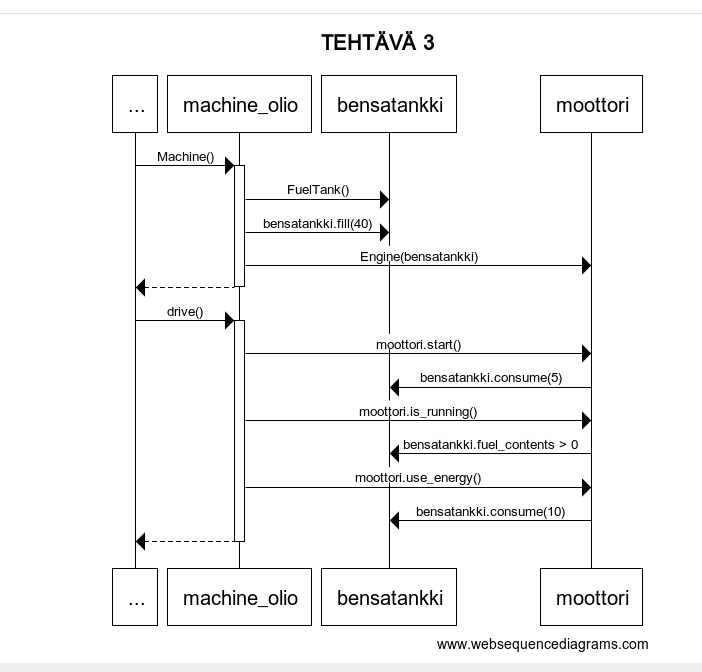 TEHTÄVÄ 3
... machine_olio bensatankki moottori
Machine()
FuelTank()
bensatankki.fill(40)
Engine(bensatankki)
drive()
moottori.start()
bensatankki.consume(5)
moottori.is_running()
bensatankki.fuel_contents > 0
moottori.use_energy()
bensatankki.consume(10)
... machine_olio bensatankki moottori
www.websequencediagrams.com